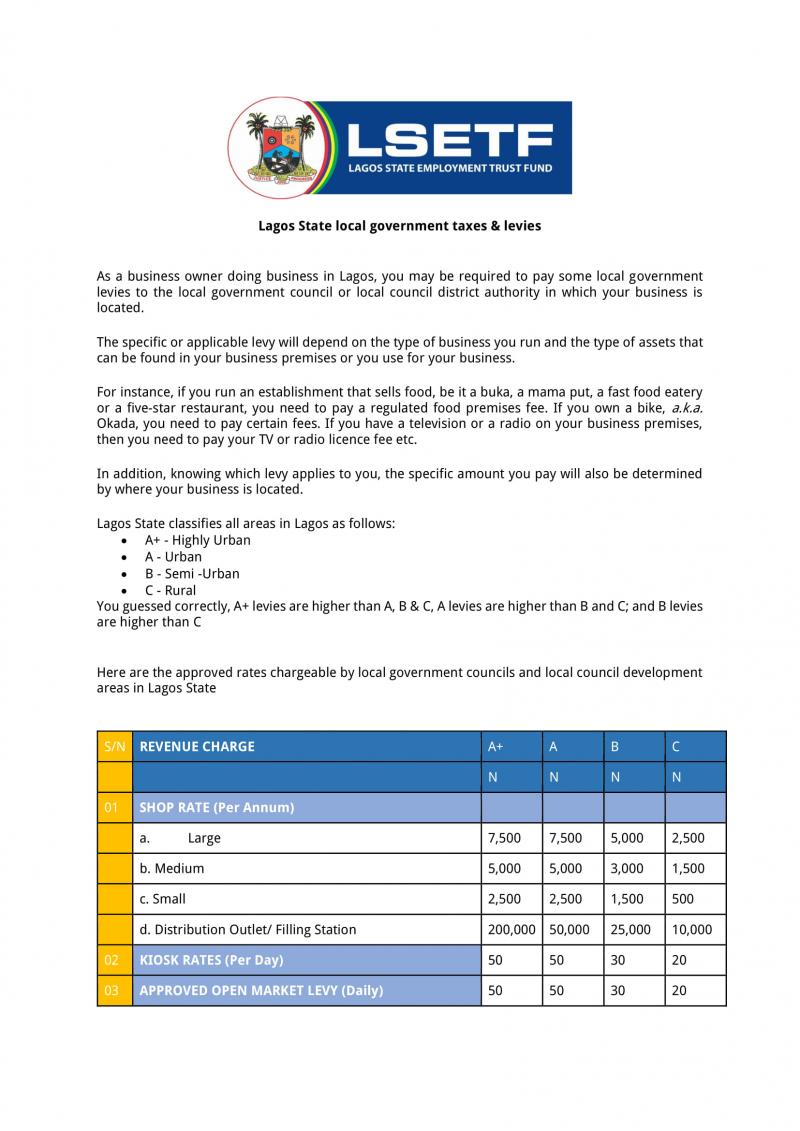 LSETF
LAGOS STATE EMPLOYMENT TRUST FUND
Lagos State local government taxes & levies
As a business owner doing business in Lagos, you may be required to pay some local government
levies to the local government council or local council district authority in which your business is
located.
The specific or applicable levy will depend on the type of business you run and the type of assets that
can be found in your business premises or you use for your business.
For instance, if you run an establishment that sells food, be it a buka, a mama put, a fast food eatery
or a five-star restaurant, you need to pay a regulated food premises fee. If you own a bike, a.k.a.
Okada, you need to pay certain fees. If you have a television or a radio on your business premises,
then you need to pay your TV or radio licence fee etc.
In addition, knowing which levy applies to you, the specific amount you pay will also be determined
by where your business is located.
Lagos State classifies all areas in Lagos as follows:
• A+ - Highly Urban
• A - Urban
• B - Semi -Urban
• C - Rural
You guessed correctly, A+ levies are higher than A, B & C, A levies are higher than B and C; and B levies
are higher than C
Here are the approved rates chargeable by local government councils and local council development
areas in Lagos State
S/N REVENUE CHARGE A+ A B C
N N N N
01 SHOP RATE (Per Annum)
a. Large 7,500 7,500 5,000 2,500
b. Medium 5,000 5,000 3,000 1,500
c. Small 2,500 2,500 1,500 500
d. Distribution Outlet/ Filling Station 200,000 50,000 25,000 10,000
02 KIOSK RATES (Per Day) 50 50 30 20
03 APPROVED OPEN MARKET LEVY (Daily) 50 50 30 20